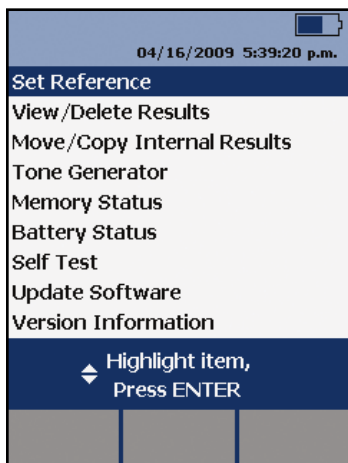 04/16/2009 5:39:20 p.m.
Set Reference
View/Delete Results
Move/Copy Internal Results
Tone Generator
Memory Status
Battery Status
Self Test
Update Software
Version Information
Highlight item,
Press ENTER